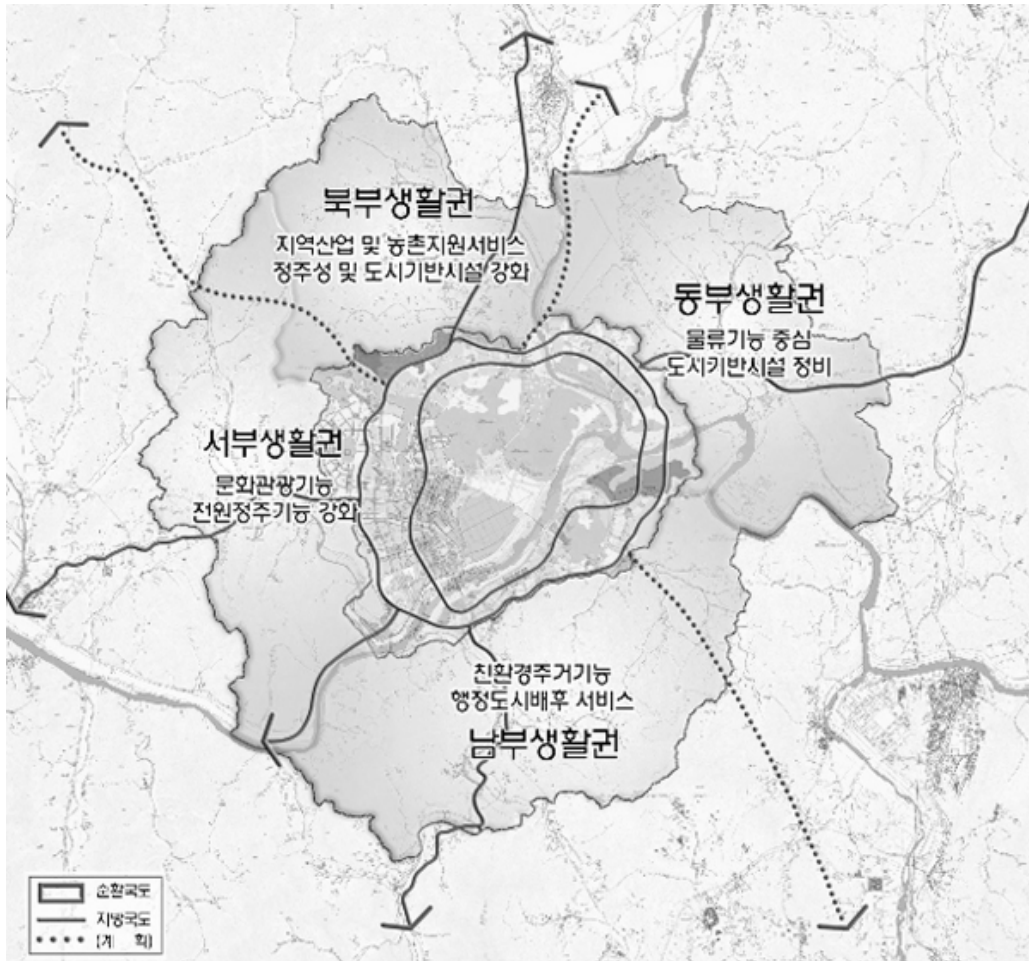 북부생활권
지역산업 및 농촌지원서비스
정주성 및 도시기반시설 강화
동부생활권
물류기능 중심
도시기반시설 정비
서부생활권
문화관광기능
전원정주기능 강화
친환경주거기능
행정도시배후 서비스
남부생활권
순환국도
지방국도
(계 획)